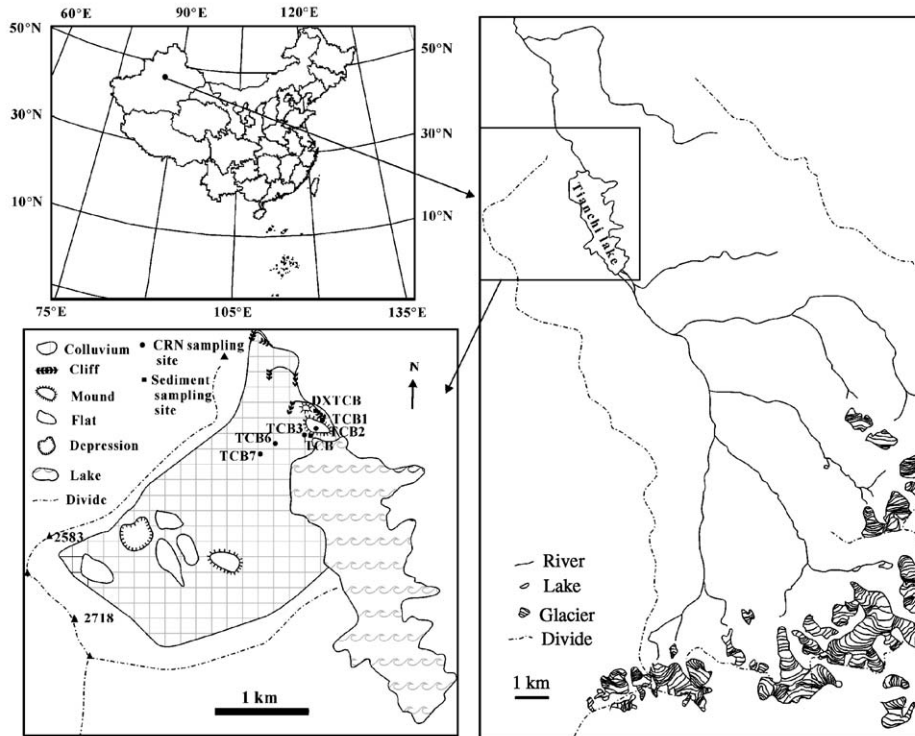 60°E
90°E
120°E
50°N
50°N
30°N
30°N
10°N
10°N
75°E
105°E
135°E
Colluvium
Cliff
Mound
Flat
Depression
Lake
Divide
CRN sampling
site
Sediment
sampling
site
N
DXTCB
TCB1
TCB2
TCB3
TCB
TCB6
TCB7
2583
2718
1 km
Tianchi lake
River
Lake
Glacier
Divide
1 km